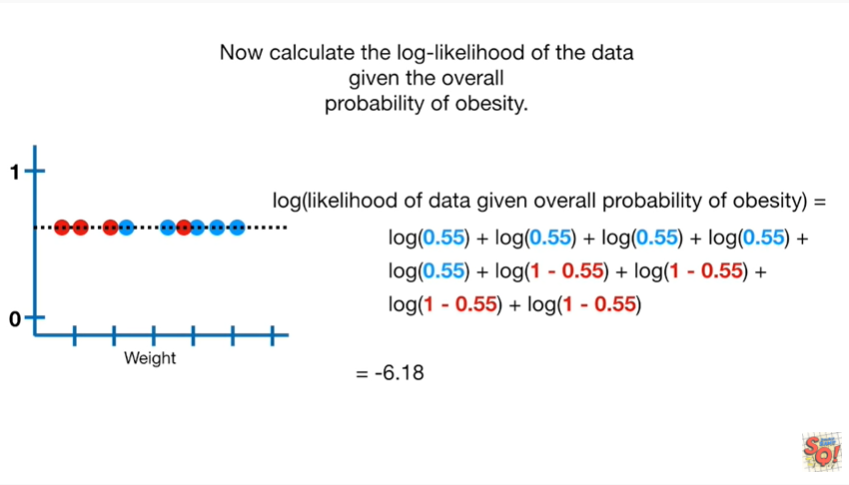 Now calculate the log-likelihood of the data
given the overall
probability of obesity.
1
log(likelihood of data given overall probability of obesity) =
log(0.55) + log(0.55) + log(0.55) + log(0.55) +
log(0.55) + log(1 - 0.55) + log(1 - 0.55) +
log(1 - 0.55) + log(1 - 0.55)
0
Weight
= -6.18
SQ!